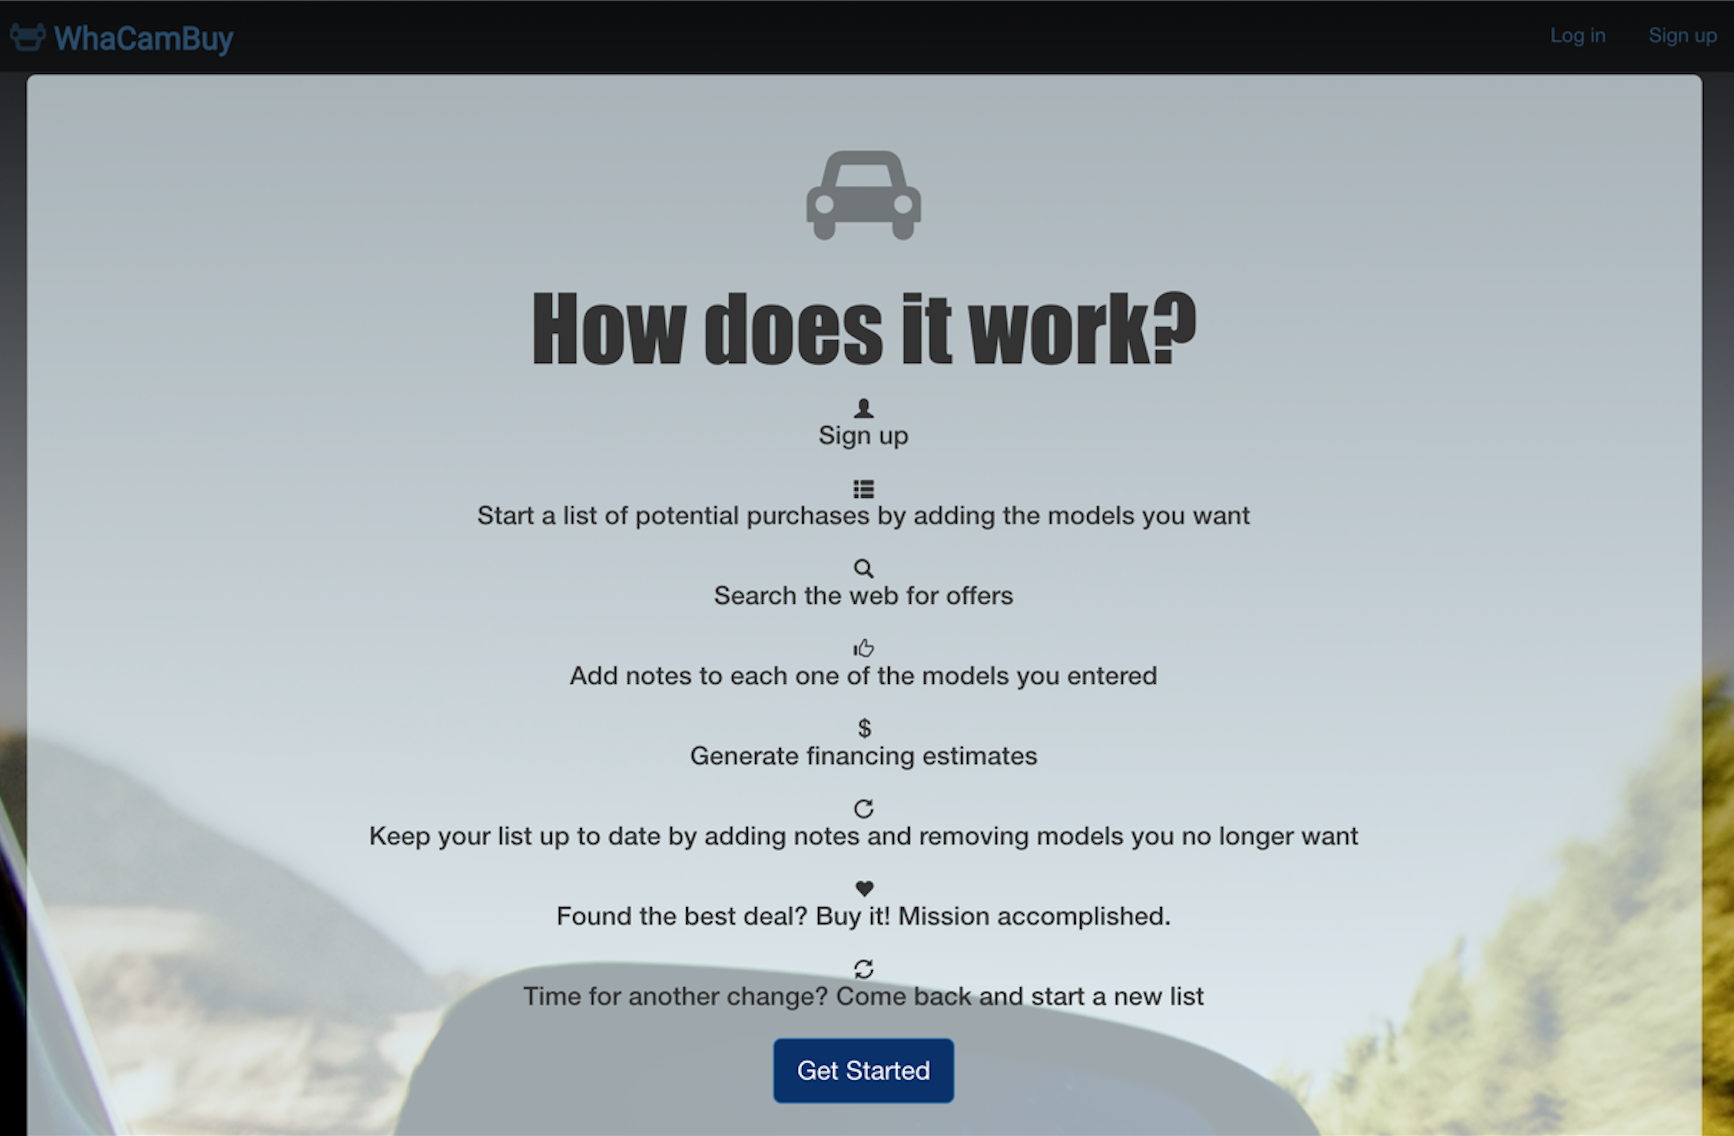 WhaCamBuy
Log in
Sign up
How does it work?
Sign up
Start a list of potential purchases by adding the models you want
Search the web for offers
Add notes to each one of the models you entered
$
Generate financing estimates
Keep your list up to date by adding notes and removing models you no longer want
Found the best deal? Buy it! Mission accomplished.
Time for another change? Come back and start a new list
Get Started